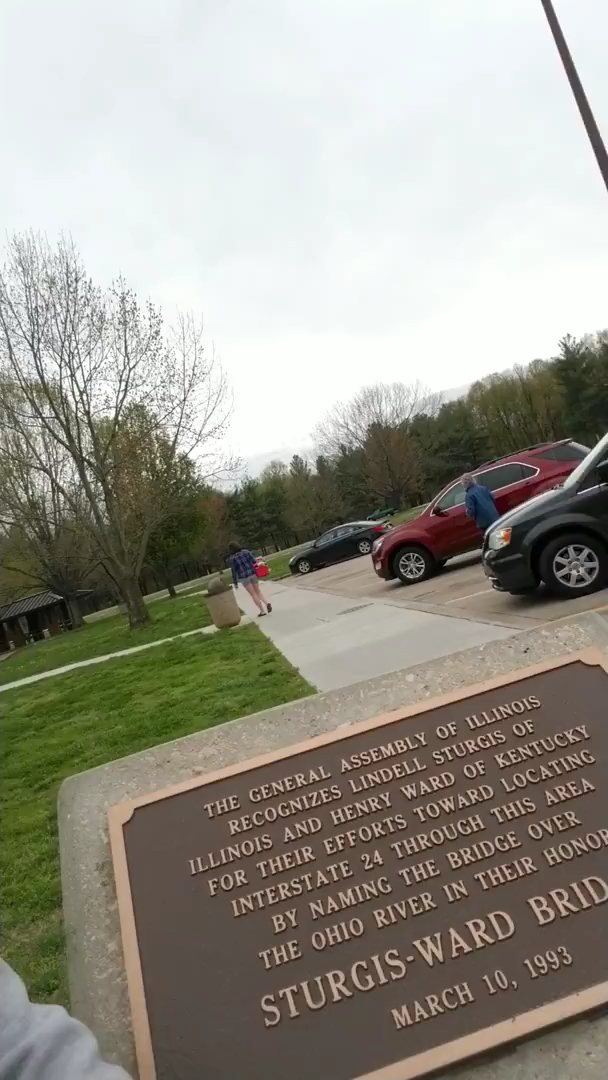 THE GENERAL ASSEMBLY OF ILLINOIS
RECOGNIZES LINDELL STURGIS OF
ILLINOIS AND HENRY WARD OF KENTUCKY
FOR THEIR EFFORTS TOWARD LOCATING
INTERSTATE 24 THROUGH THIS AREA
BY NAMING THE BRIDGE OVER
THE OHIO RIVER IN THEIR HONOR
STURGIS-WARD BRID
MARCH 10, 1993